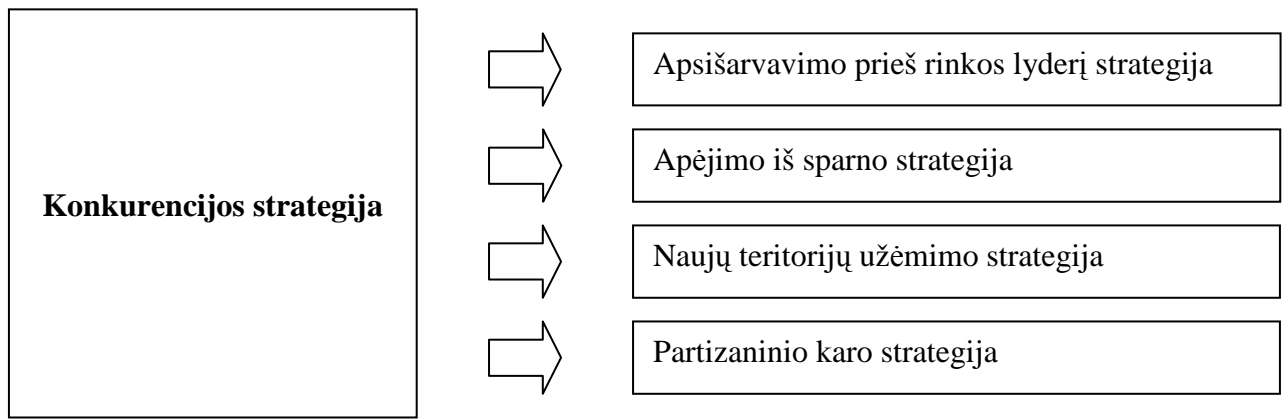 Konkurencijos strategija
Apsišarvavimo prieš rinkos lyderį strategija
Apėjimo iš sparno strategija
Naujų teritorijų užėmimo strategija
Partizaninio karo strategija